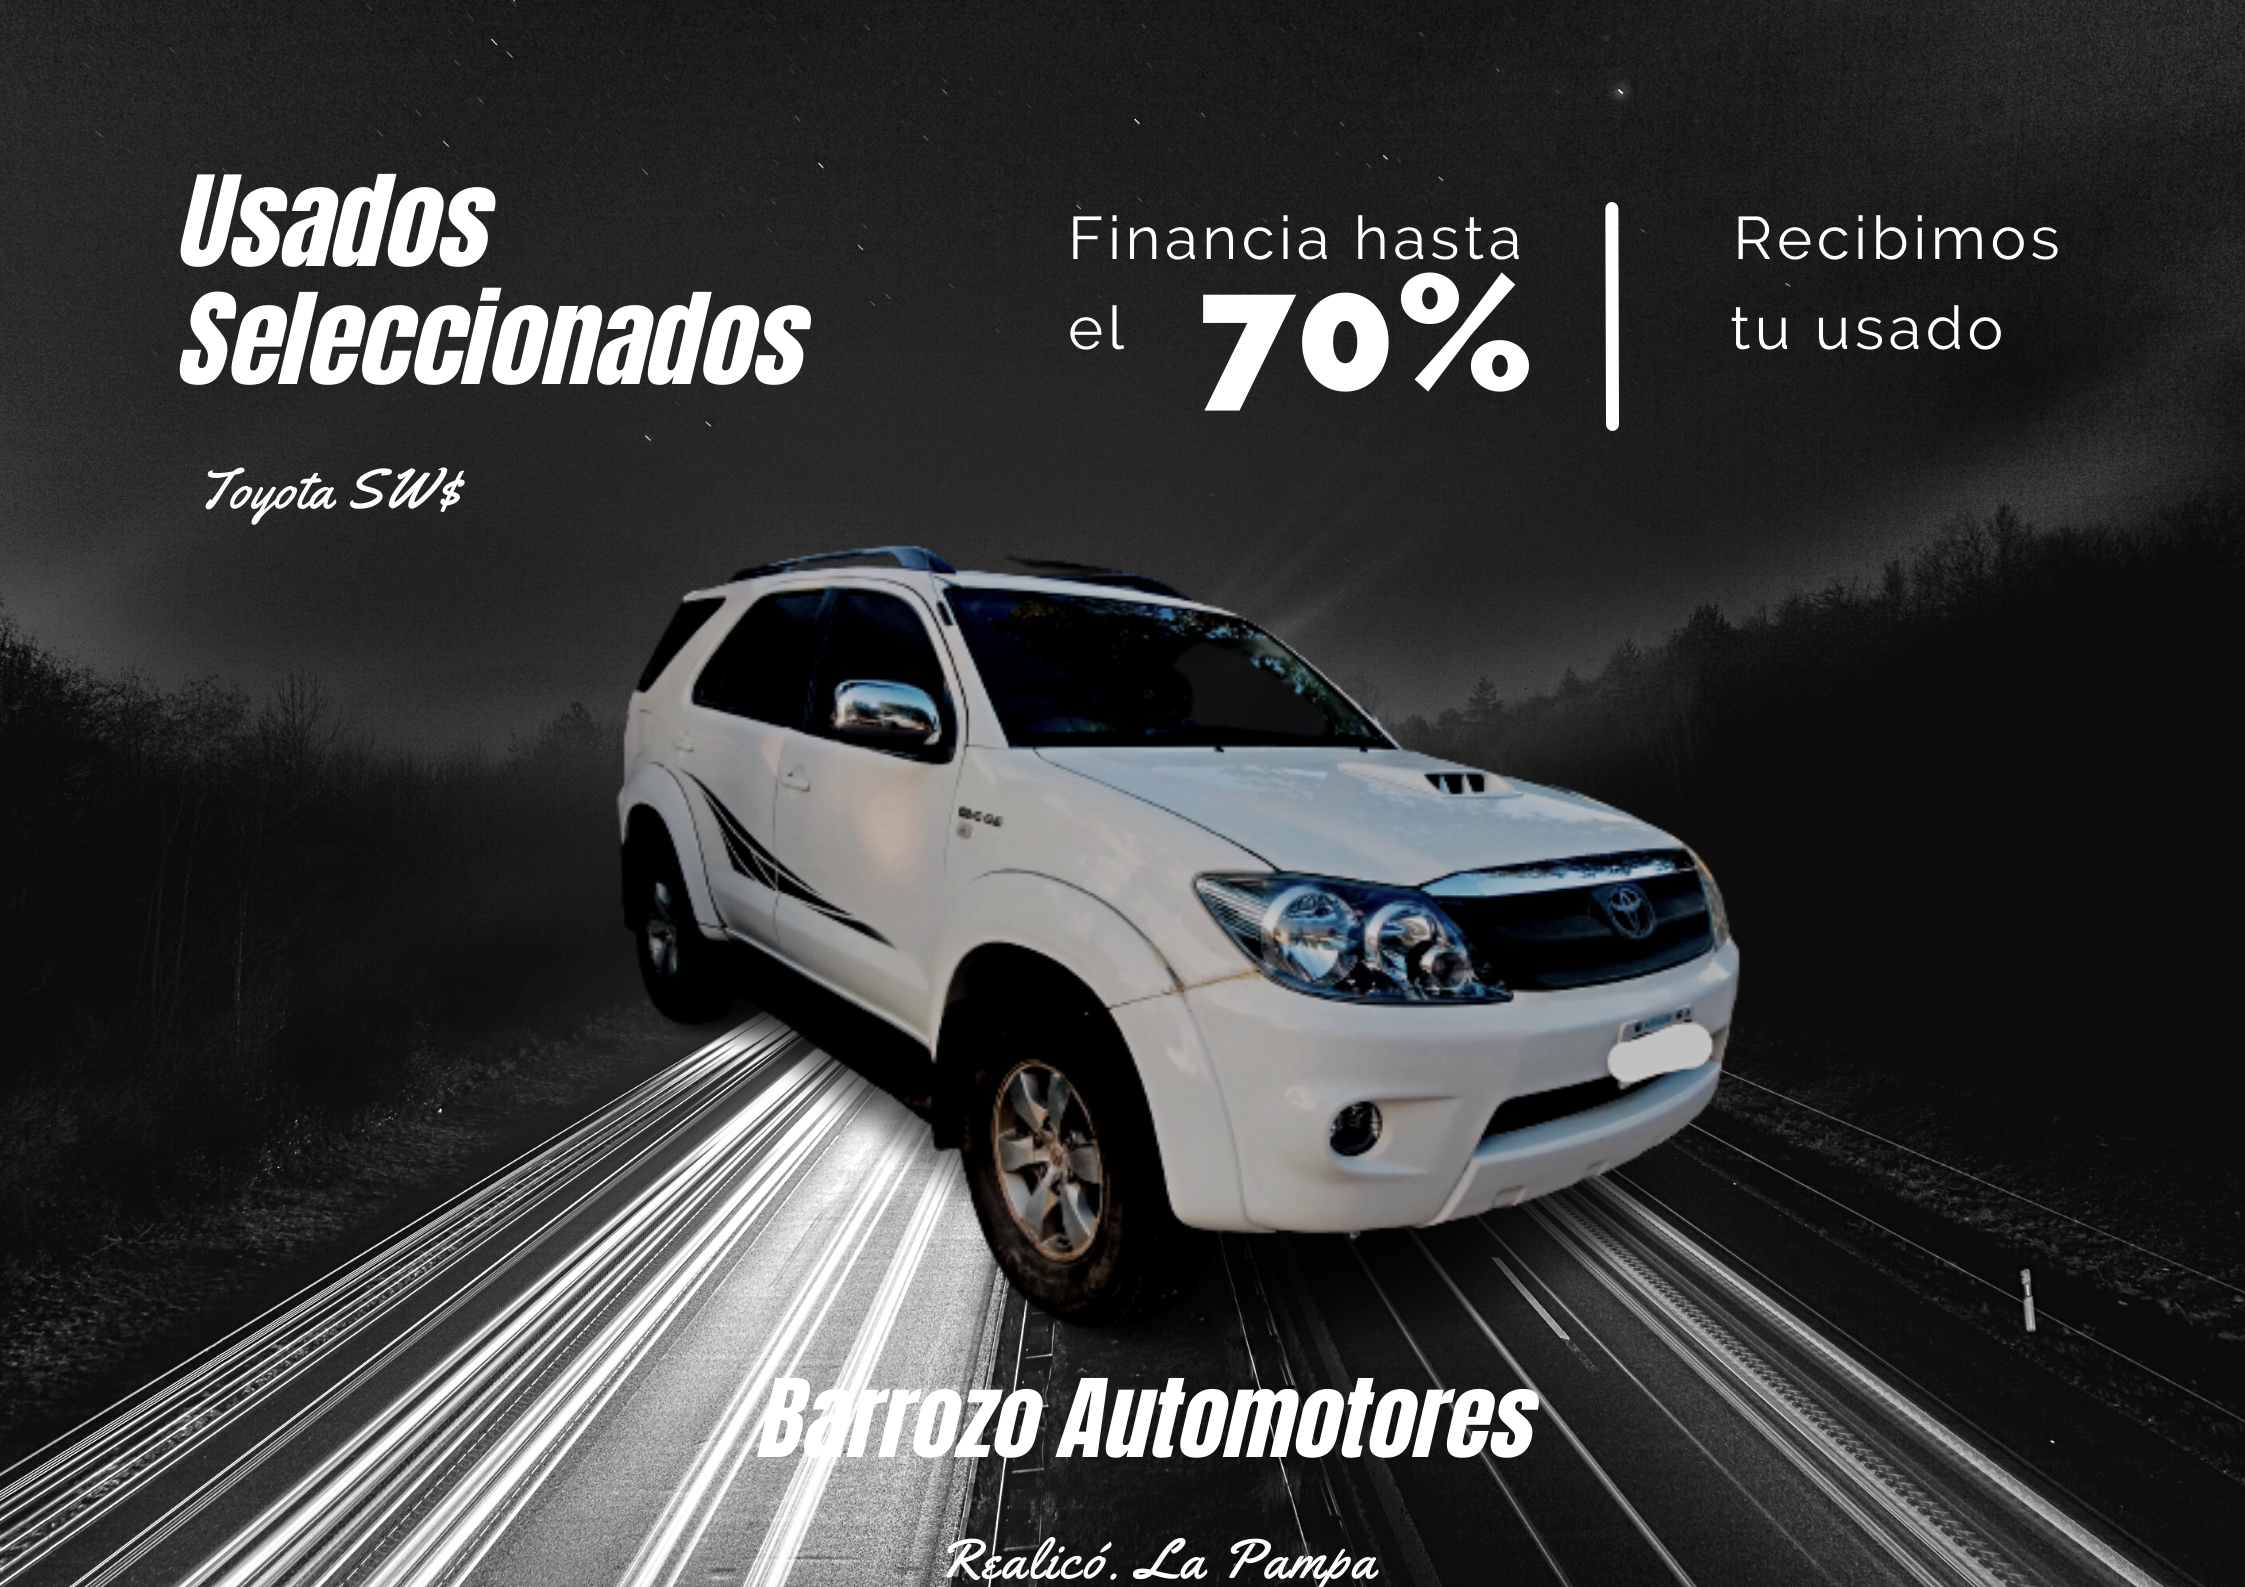 Usados
Seleccionados
Toyota SW$
Financia hasta
el 70%
Recibimos
tu usado
Barrozo Automotores
Realicó. La Pampa